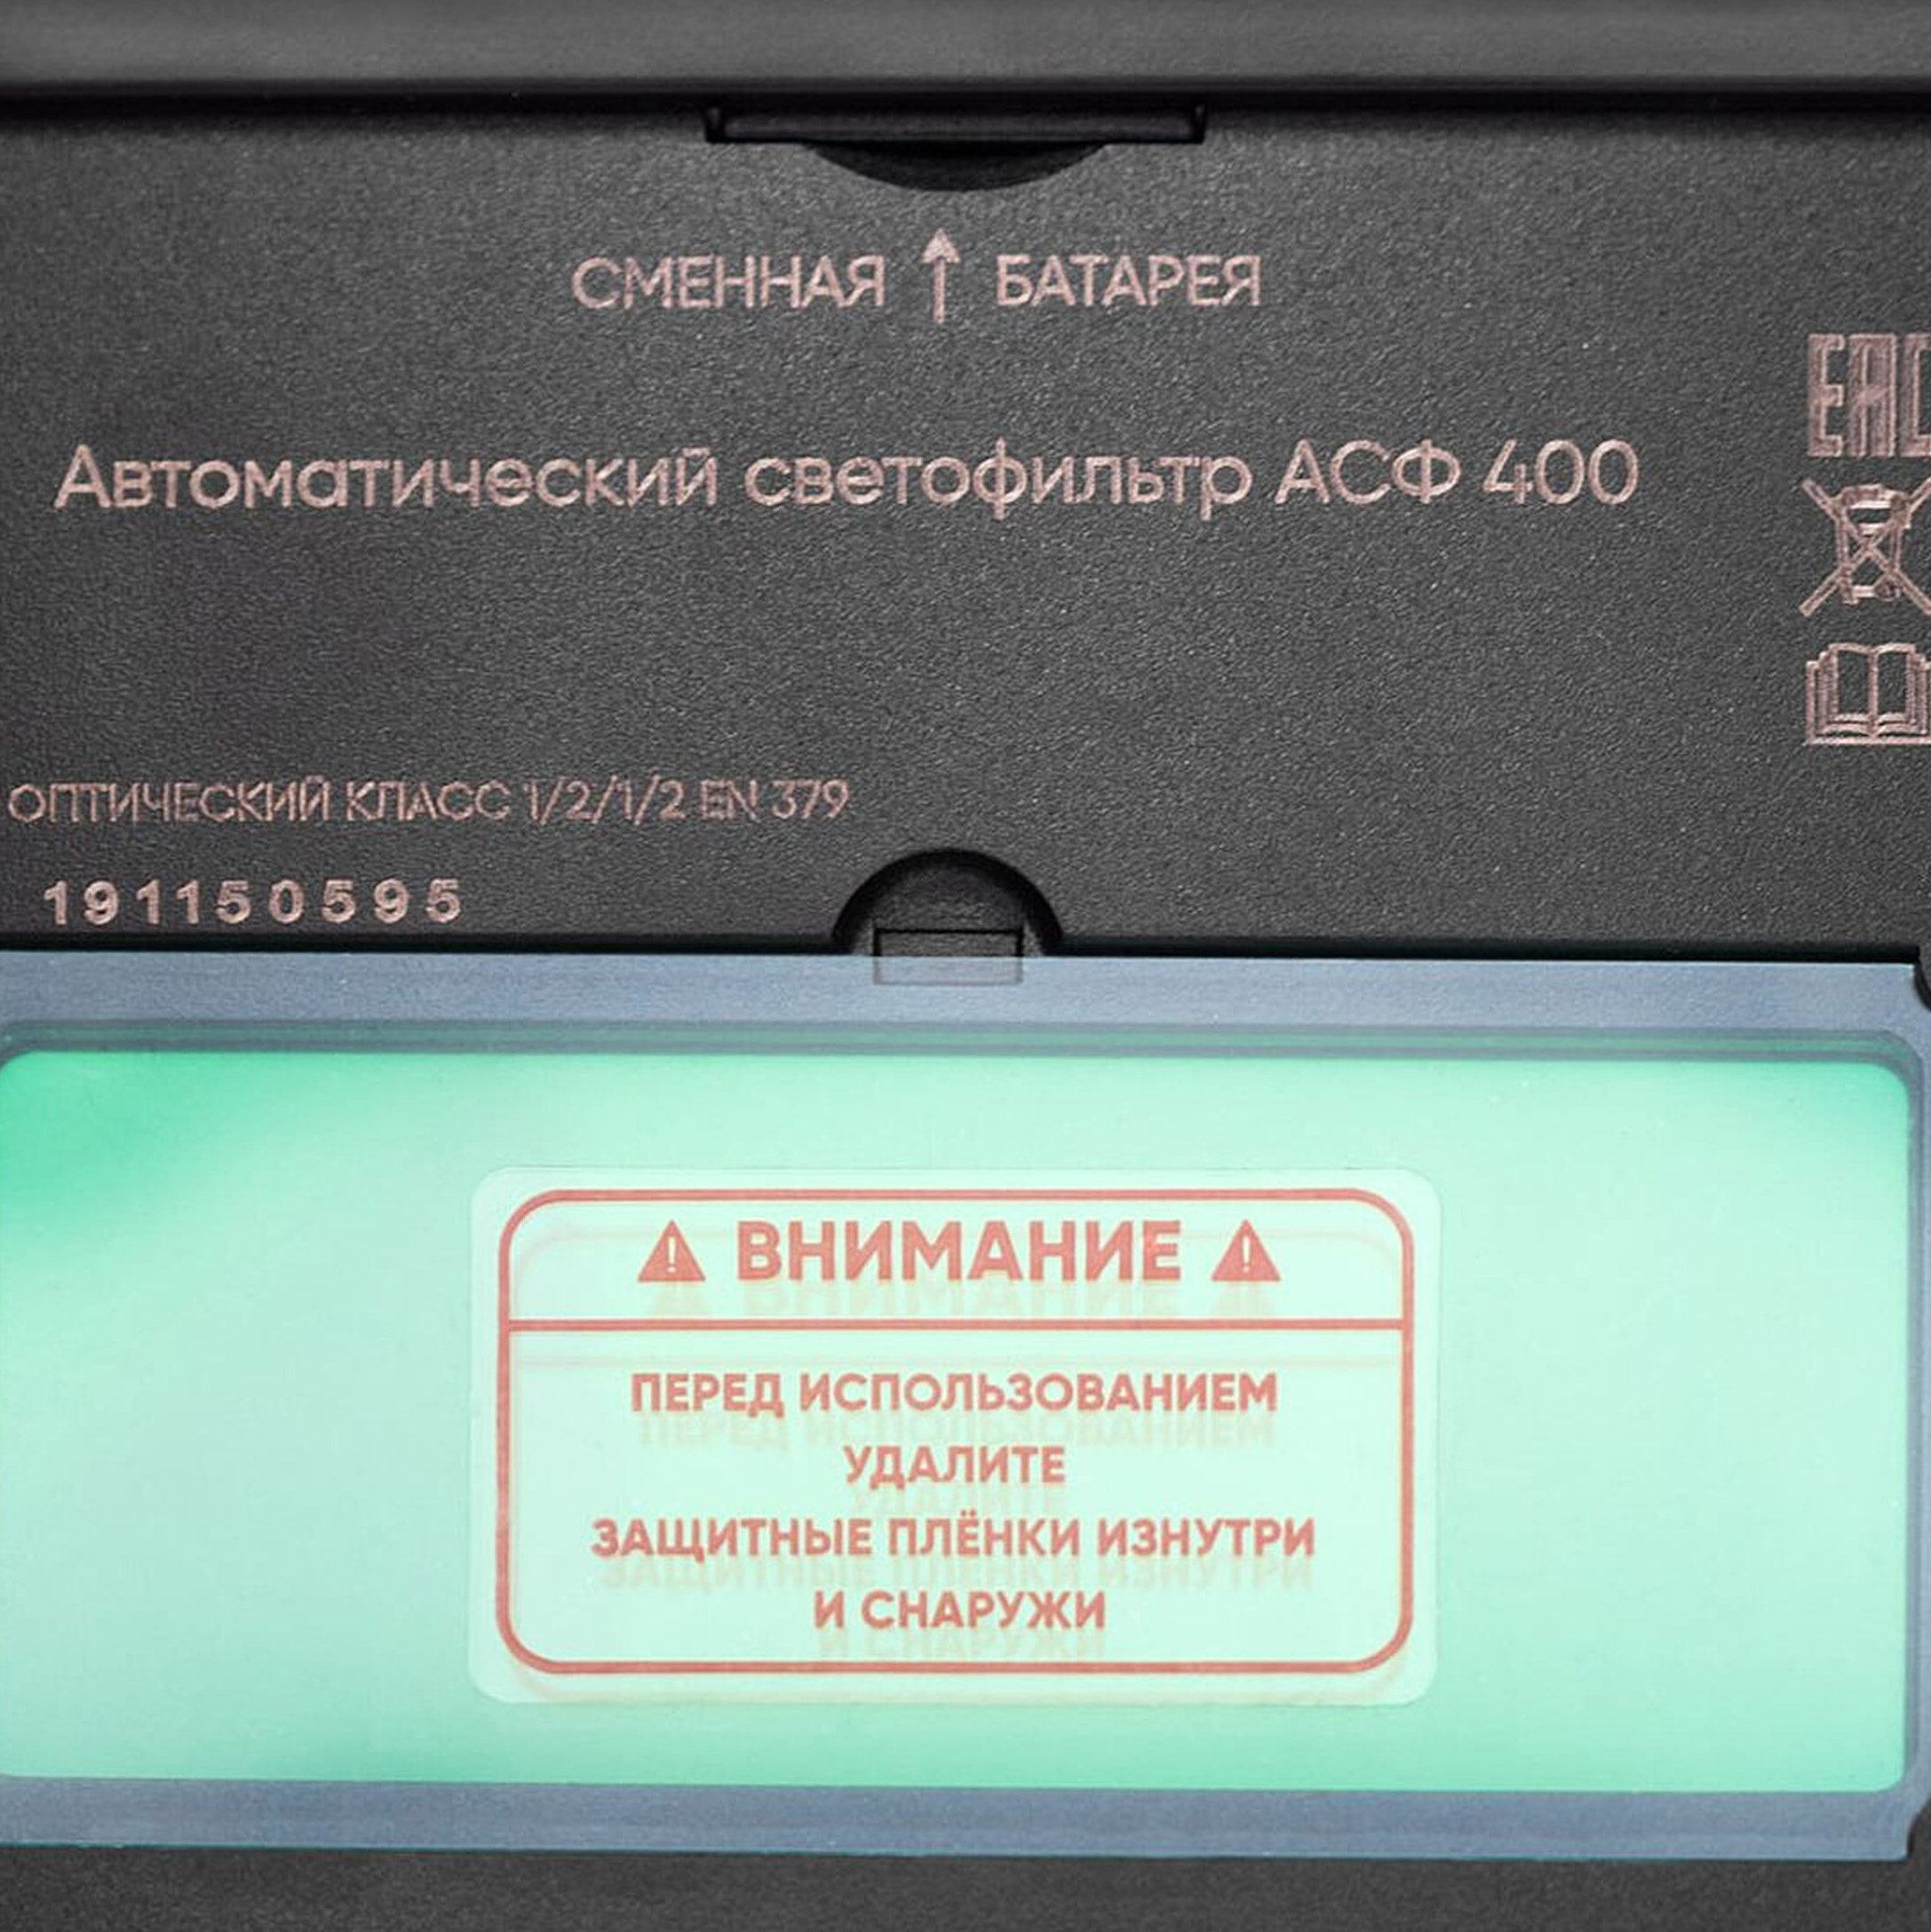 СМЕННАЯ ↑ БАТАРЕЯ
EAC
Автоматический светофильтр АСФ 400
ОПТИЧЕСКИЙ КЛАСС 1/2/1/2 EN 379
191150595
ВНИМАНИЕ
ПЕРЕД ИСПОЛЬЗОВАНИЕМ
УДАЛИТЕ
ЗАЩИТНЫЕ ПЛЁНКИ ИЗНУТРИ
И СНАРУЖИ